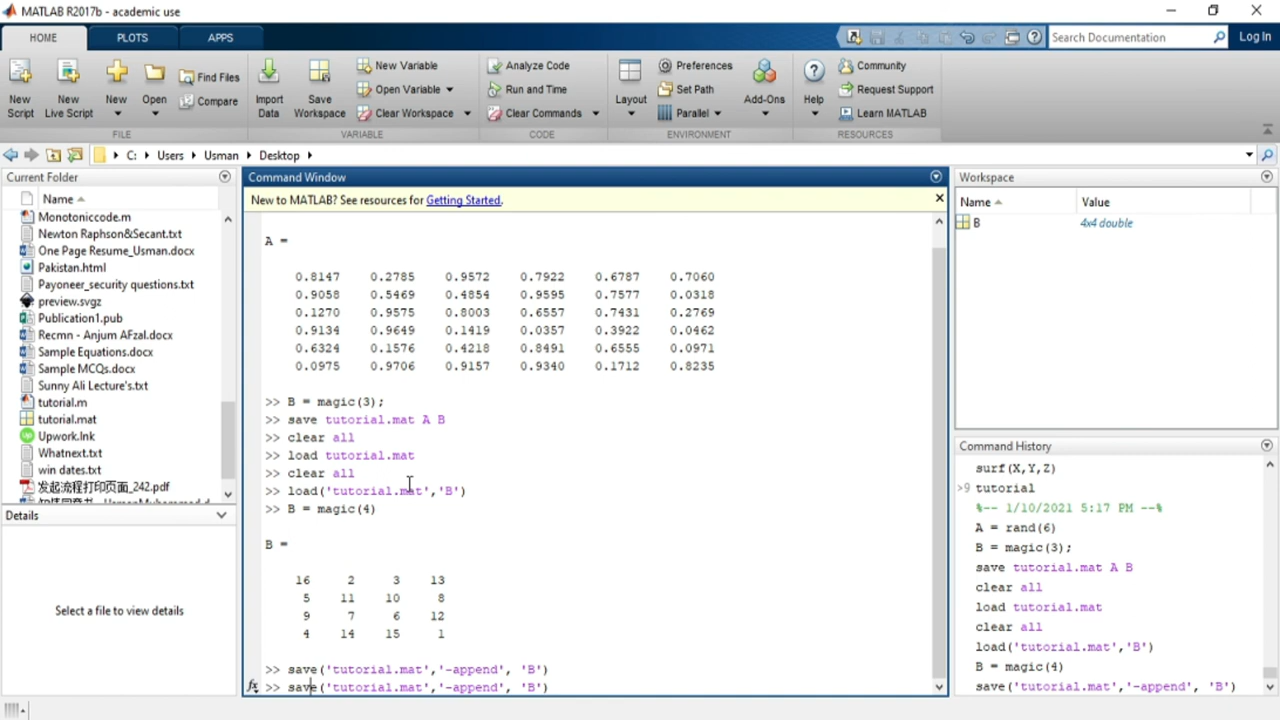 MATLAB R2017b - academic use
HOME PLOTS APPS
Search Documentation Log In
New Script
New Live Script
New
Open
Find Files
Compare
FILE
Import Data
Save Workspace
New Variable
Open Variable
Clear Workspace
VARIABLE
Analyze Code
Run and Time
Clear Commands
CODE
Layout
Preferences
Set Path
Parallel
ENVIRONMENT
Add-Ons
Help
Community
Request Support
Learn MATLAB
RESOURCES
C: Users Usman Desktop
Current Folder
Name
Monotoniccode.m
Newton Raphson&Secant.txt
One Page Resume_Usman.docx
Pakistan.html
Payoneer_security questions.txt
preview.svgz
Publication1.pub
Recmn - Anjum AFzal.docx
Sample Equations.docx
Sample MCQs.docx
Sunny Ali Lecture's.txt
tutorial.m
tutorial.mat
Upwork.lnk
Whatnext.txt
win dates.txt
发起流程打印页面_242.pdf
Details
Select a file to view details
Command Window
New to MATLAB? See resources for Getting Started.
A =
0.8147 0.2785 0.9572 0.7922 0.6787 0.7060
0.9058 0.5469 0.4854 0.9595 0.7577 0.0318
0.1270 0.9575 0.8003 0.6557 0.7431 0.2769
0.9134 0.9649 0.1419 0.0357 0.3922 0.0462
0.6324 0.1576 0.4218 0.8491 0.6555 0.0971
0.0975 0.9706 0.9157 0.9340 0.1712 0.8235
>> B = magic(3);
>> save tutorial.mat A B
>> clear all
>> load tutorial.mat
>> clear all
>> load('tutorial.mat','B')
>> B = magic(4)
B =
16 2 3 13
5 11 10 8
9 7 6 12
4 14 15 1
>> save('tutorial.mat','-append', 'B')
fx >> save('tutorial.mat','-append', 'B')
Workspace
Name Value
B 4x4 double
Command History
surf(X,Y,Z)
9 tutorial
%-- 1/10/2021 5:17 PM --%
A = rand(6)
B = magic(3);
save tutorial.mat A B
clear all
load tutorial.mat
clear all
load('tutorial.mat','B')
B = magic(4)
save('tutorial.mat','-append', 'B')